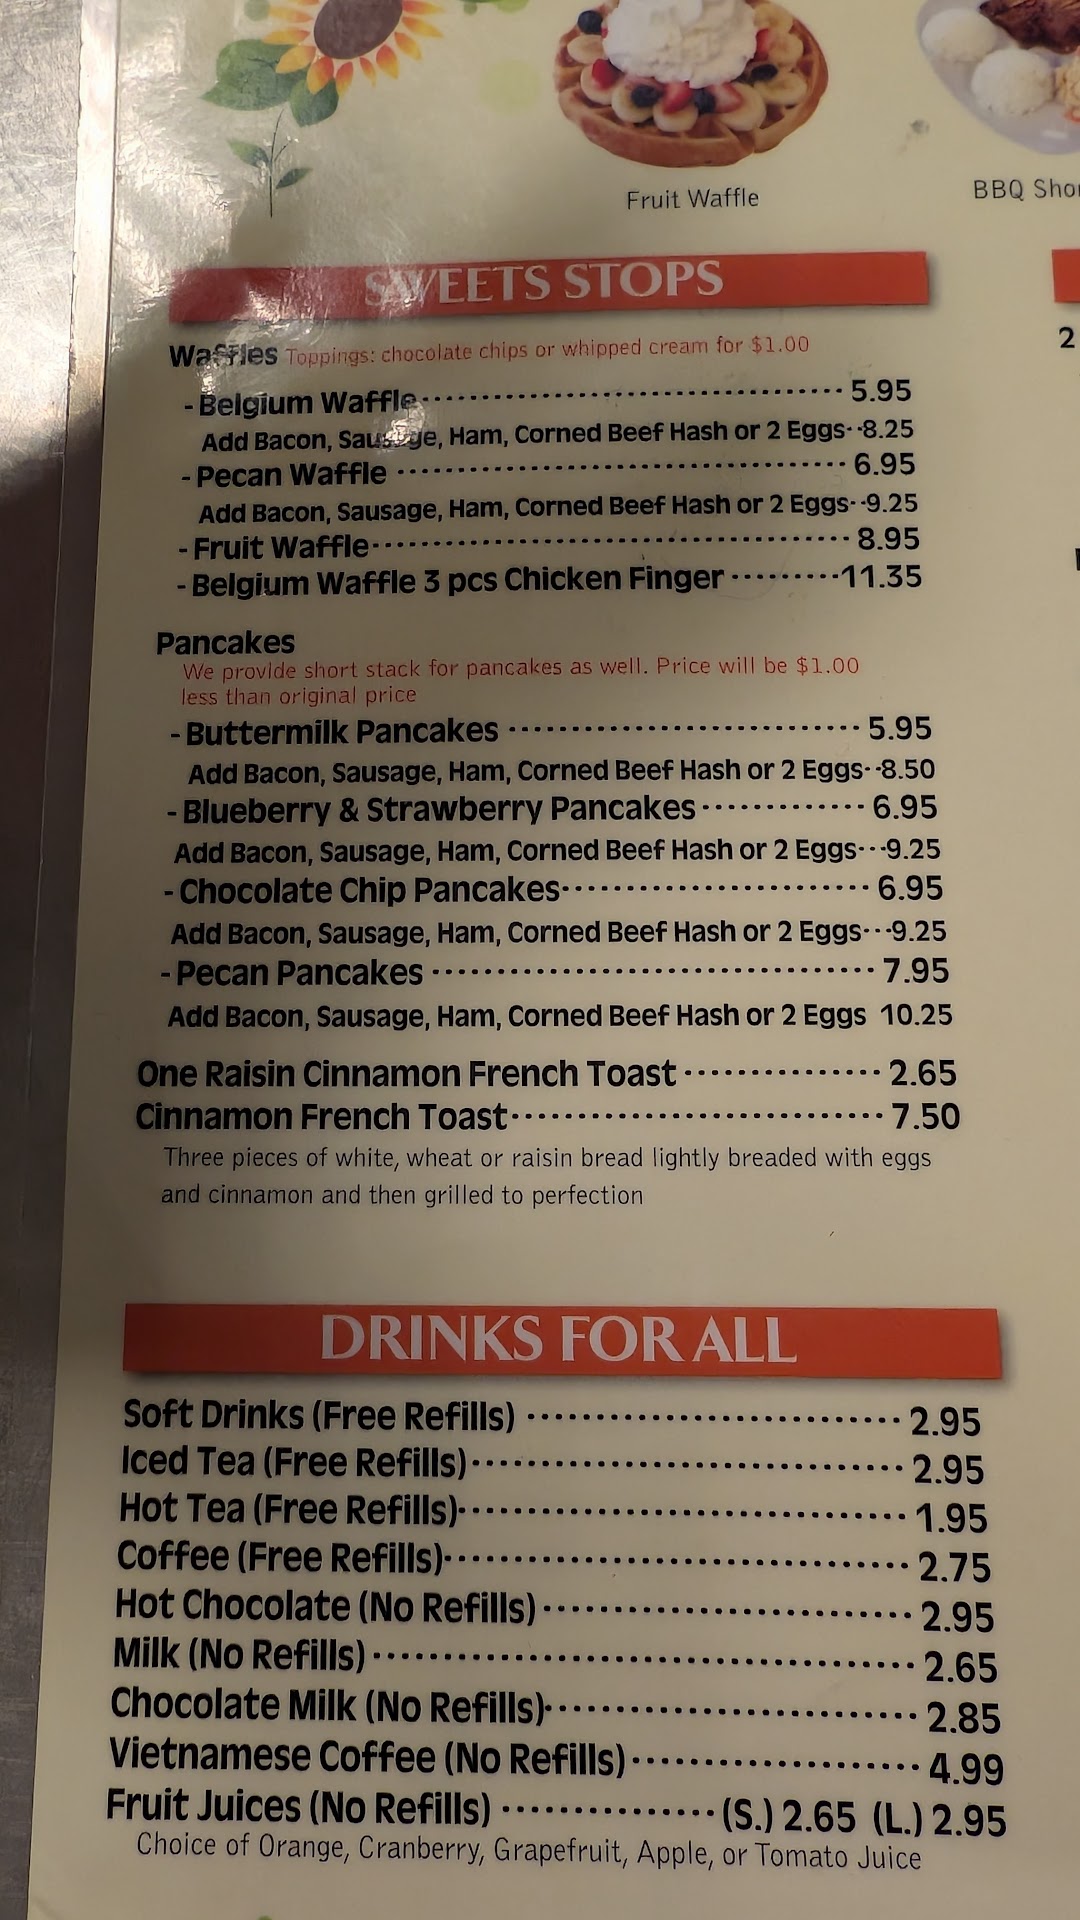 Fruit Waffle
BBQ Shor
SWEETS STOPS
Waffles Toppings: chocolate chips or whipped cream for $1.00
- Belgium Waffle 5.95
Add Bacon, Sausage, Ham, Corned Beef Hash or 2 Eggs 8.25
- Pecan Waffle 6.95
Add Bacon, Sausage, Ham, Corned Beef Hash or 2 Eggs 9.25
- Fruit Waffle 8.95
- Belgium Waffle 3 pcs Chicken Finger 11.35
2
Pancakes
We provide short stack for pancakes as well. Price will be $1.00
less than original price
- Buttermilk Pancakes 5.95
Add Bacon, Sausage, Ham, Corned Beef Hash or 2 Eggs 8.50
- Blueberry & Strawberry Pancakes 6.95
Add Bacon, Sausage, Ham, Corned Beef Hash or 2 Eggs 9.25
- Chocolate Chip Pancakes 6.95
Add Bacon, Sausage, Ham, Corned Beef Hash or 2 Eggs 9.25
- Pecan Pancakes 7.95
Add Bacon, Sausage, Ham, Corned Beef Hash or 2 Eggs 10.25
One Raisin Cinnamon French Toast 2.65
Cinnamon French Toast 7.50
Three pieces of white, wheat or raisin bread lightly breaded with eggs
and cinnamon and then grilled to perfection
DRINKS FOR ALL
Soft Drinks (Free Refills) 2.95
Iced Tea (Free Refills) 2.95
Hot Tea (Free Refills) 1.95
Coffee (Free Refills) 2.75
Hot Chocolate (No Refills) 2.95
Milk (No Refills) 2.65
Chocolate Milk (No Refills) 2.85
Vietnamese Coffee (No Refills) 4.99
Fruit Juices (No Refills) (S.) 2.65 (L.) 2.95
Choice of Orange, Cranberry, Grapefruit, Apple, or Tomato Juice